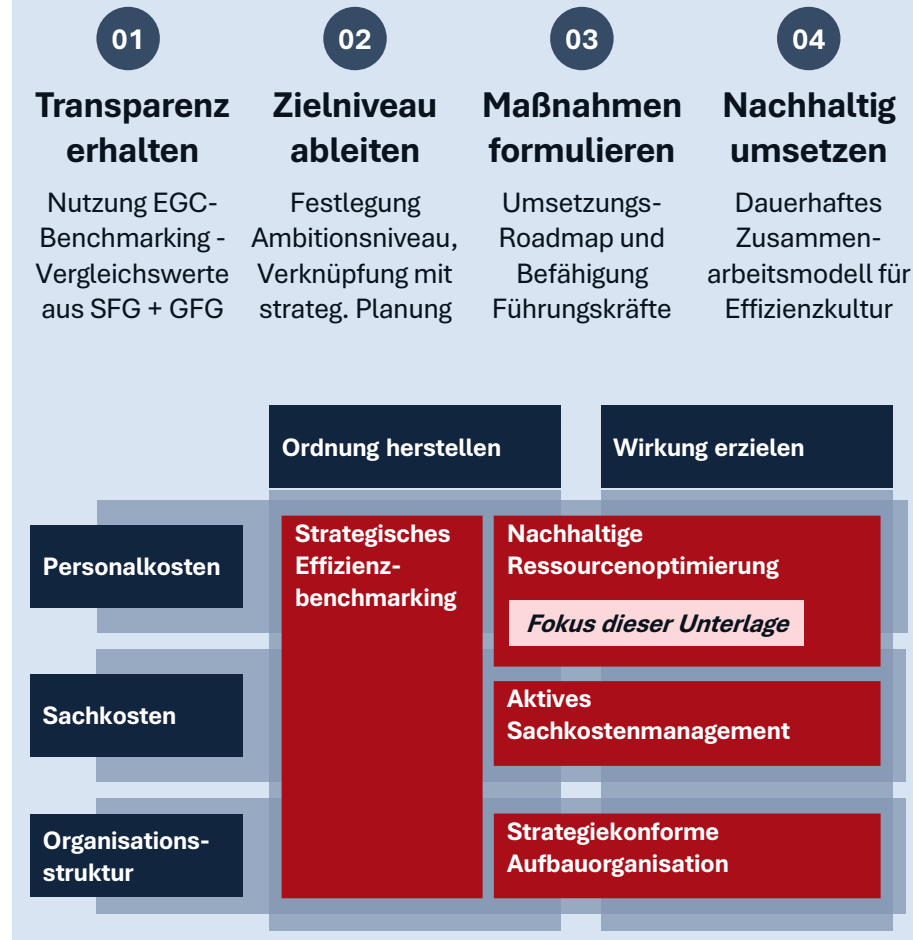 01
Transparenz
erhalten
Nutzung EGC-
Benchmarking -
Vergleichswerte
aus SFG + GFG
02
Zielniveau
ableiten
Festlegung
Ambitionsniveau,
Verknüpfung mit
strateg. Planung
03
Maßnahmen
formulieren
Umsetzungs-
Roadmap und
Befähigung
Führungskräfte
04
Nachhaltig
umsetzen
Dauerhaftes
Zusammen-
arbeitsmodell für
Effizienzkultur
Ordnung herstellen
Wirkung erzielen
Personalkosten
Strategisches
Effizienz-
benchmarking
Nachhaltige
Ressourcenoptimierung
Fokus dieser Unterlage
Sachkosten
Aktives
Sachkostenmanagement
Organisations-
struktur
Strategiekonforme
Aufbauorganisation